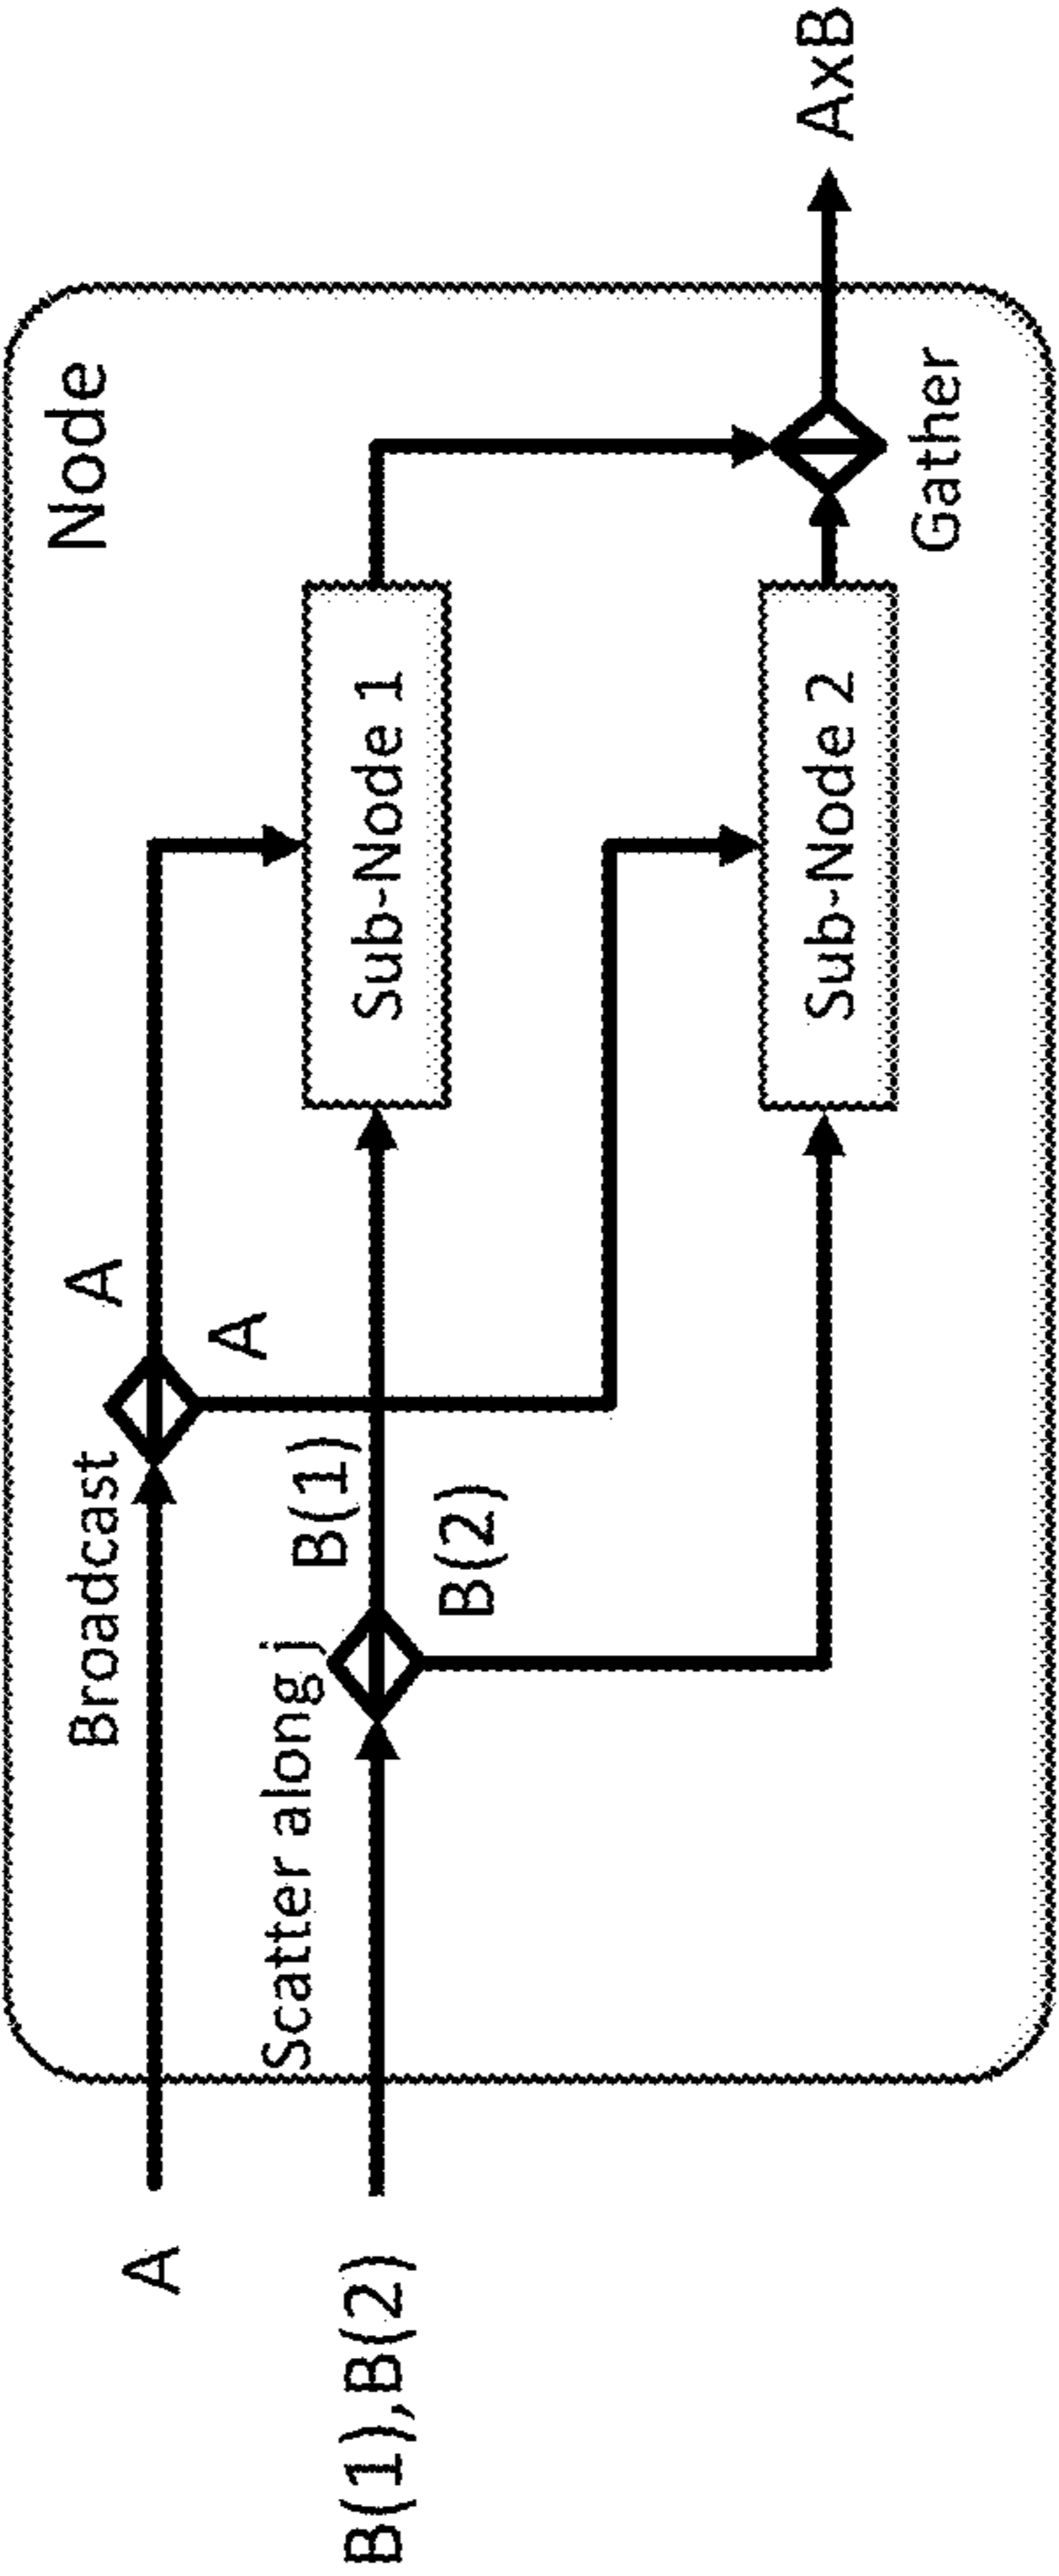 Node
Broadcast
A
A
A
Scatter along j
B(1)
B(1),B(2)
B(2)
Sub-Node 1
Sub-Node 2
Gather
AxB